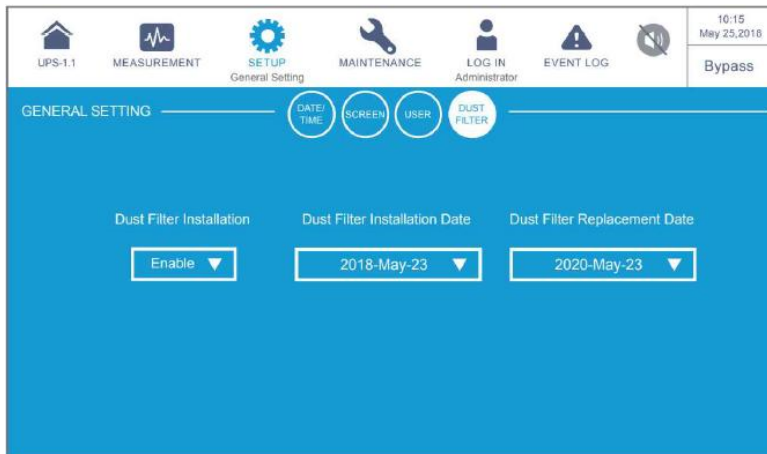 10:15
May 25,2018
UPS-1.1
MEASUREMENT
SETUP
General Setting
MAINTENANCE
LOG IN
Administrator
EVENT LOG
Bypass
GENERAL SETTING
DATE/
TIME
SCREEN
USER
DUST
FILTER
Dust Filter Installation
Dust Filter Installation Date
Dust Filter Replacement Date
Enable
2018-May-23
2020-May-23